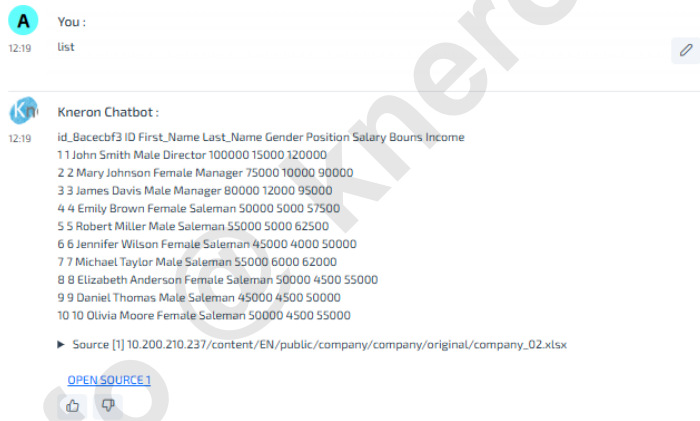 A
You :
12:19
list
Kn
Kneron Chatbot :
12:19
id_8acecbf3 ID First_Name Last_Name Gender Position Salary Bouns Income
1 1 John Smith Male Director 100000 15000 120000
2 2 Mary Johnson Female Manager 75000 10000 90000
3 3 James Davis Male Manager 80000 12000 95000
4 4 Emily Brown Female Saleman 50000 5000 57500
5 5 Robert Miller Male Saleman 55000 5000 62500
6 6 Jennifer Wilson Female Saleman 45000 4000 50000
7 7 Michael Taylor Male Saleman 55000 6000 62000
8 8 Elizabeth Anderson Female Saleman 50000 4500 55000
9 9 Daniel Thomas Male Saleman 45000 4500 50000
10 10 Olivia Moore Female Saleman 50000 4500 55000
▶ Source [1] 10.200.210.237/content/EN/public/company/company/original/company_02.xlsx
OPEN SOURCE 1